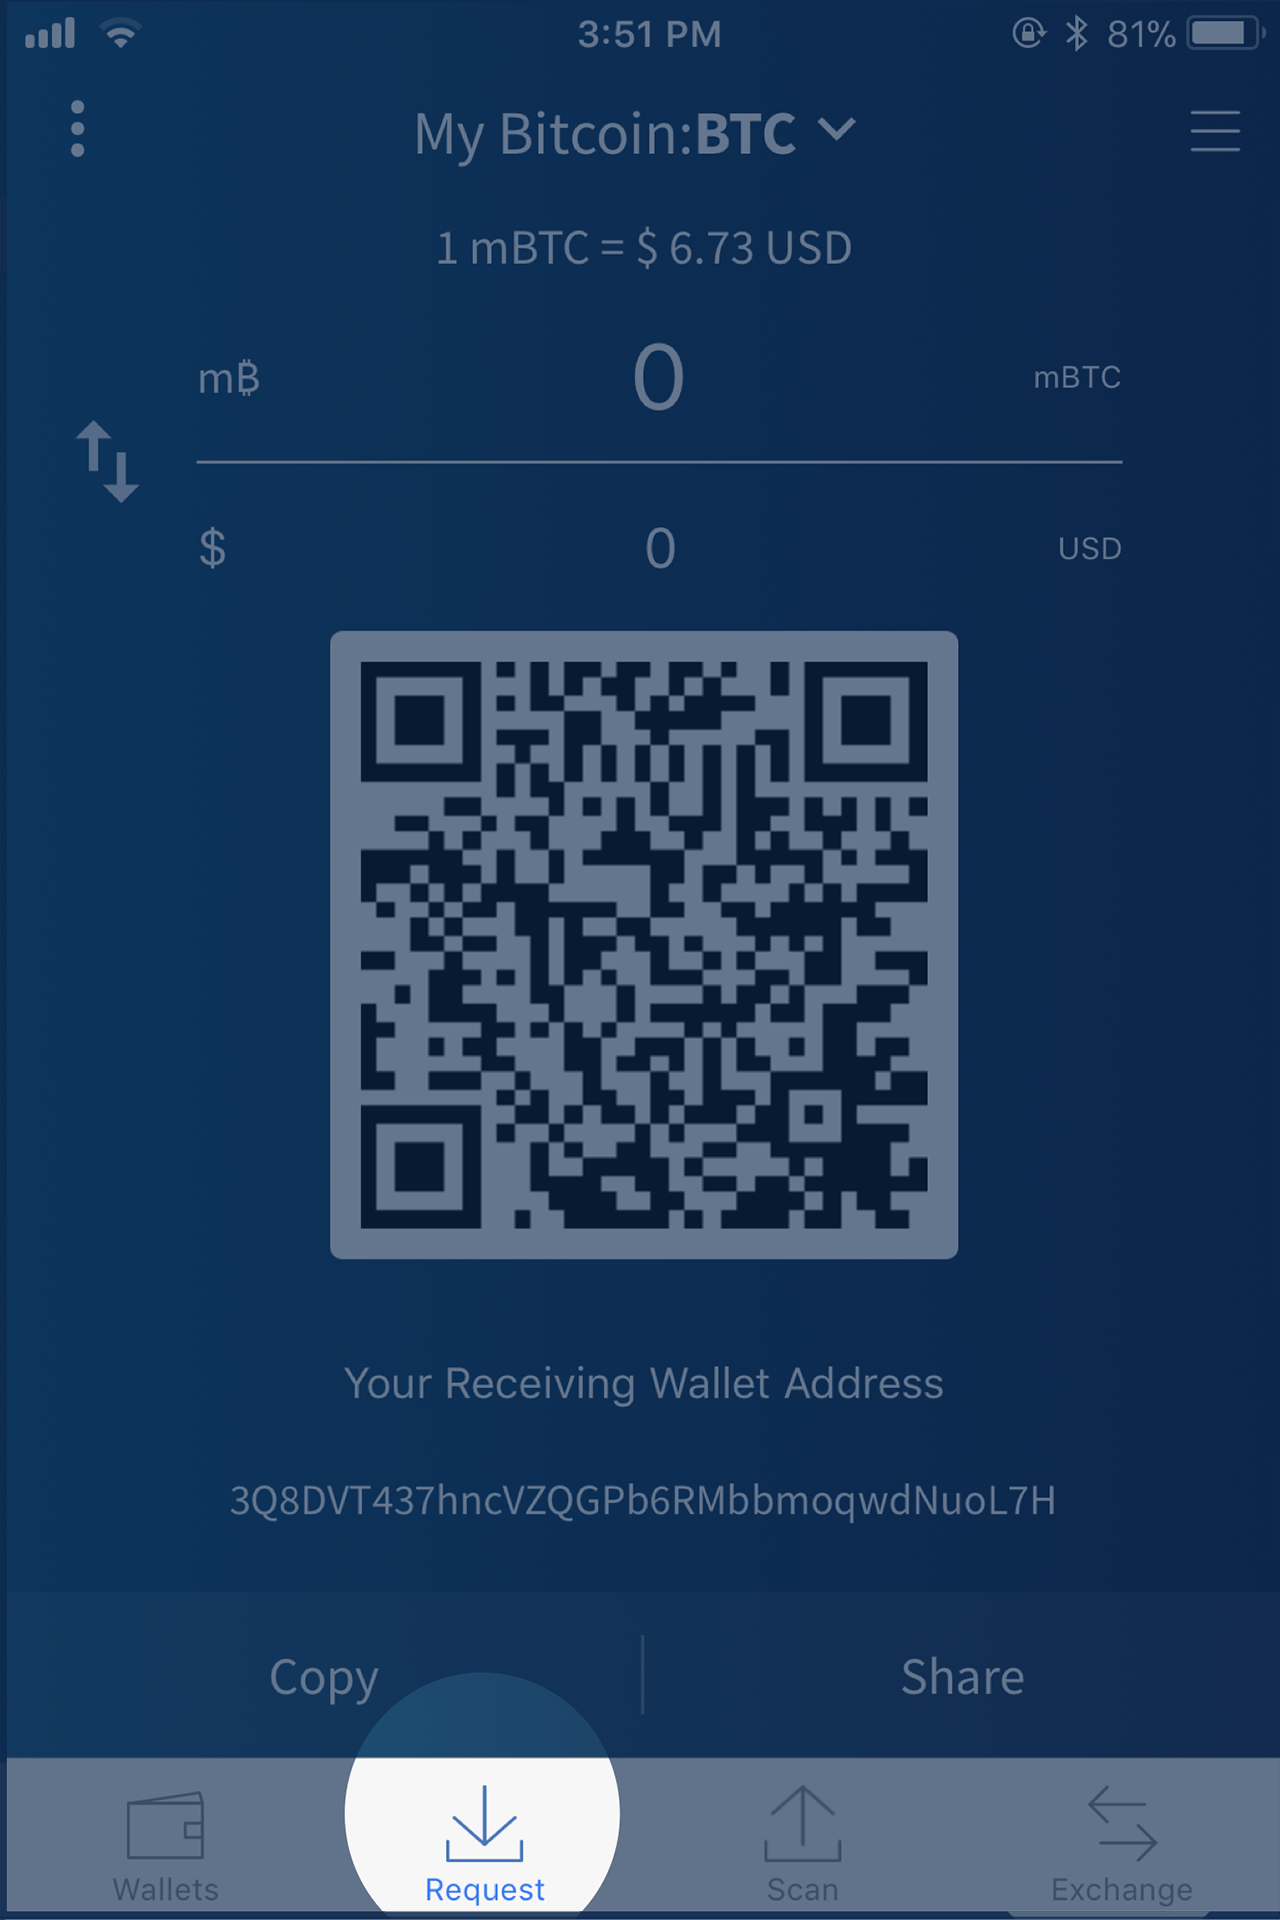 3:51 PM 81%
My Bitcoin:BTC
1 mBTC = $ 6.73 USD
m₿ 0 mBTC
$ 0 USD
Your Receiving Wallet Address
3Q8DVT437hncVZQGPb6RMbbmoqwdNuoL7H
Copy Share
Wallets Request Scan Exchange